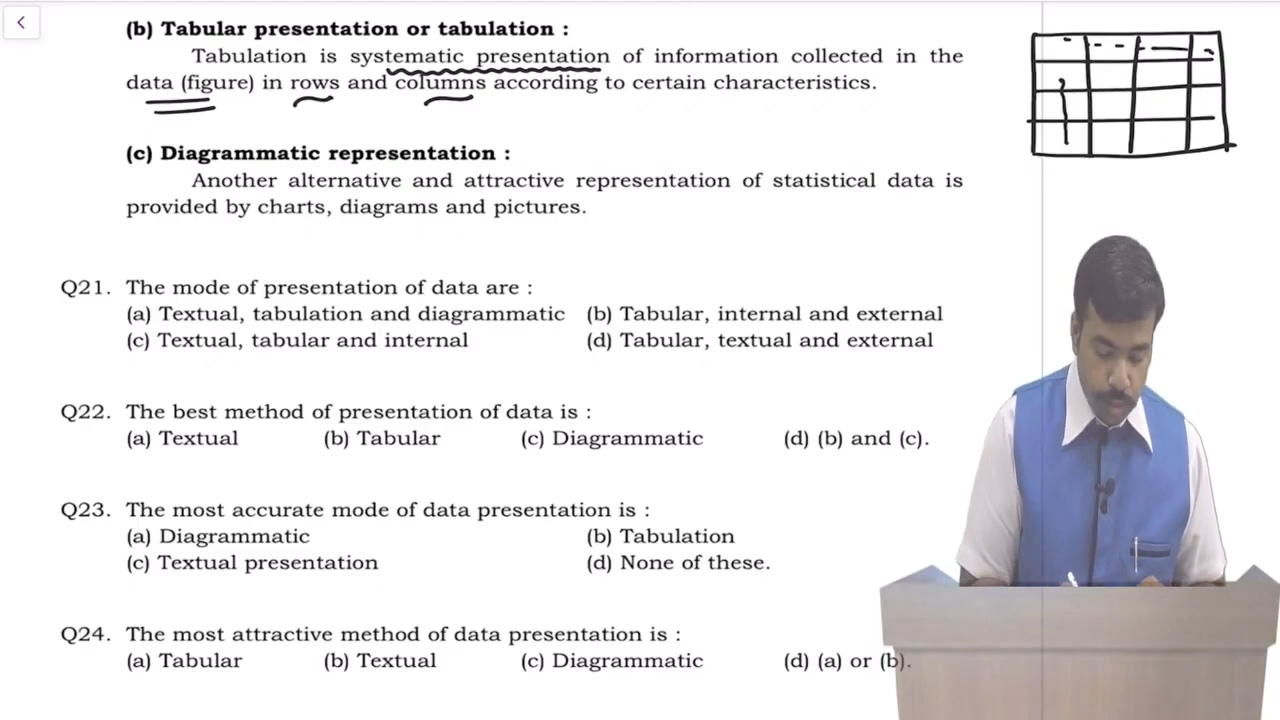 (b) Tabular presentation or tabulation :
Tabulation is systematic presentation of information collected in the
data (figure) in rows and columns according to certain characteristics.
(c) Diagrammatic representation :
Another alternative and attractive representation of statistical data is
provided by charts, diagrams and pictures.
Q21. The mode of presentation of data are :
(a) Textual, tabulation and diagrammatic (b) Tabular, internal and external
(c) Textual, tabular and internal (d) Tabular, textual and external
Q22. The best method of presentation of data is :
(a) Textual (b) Tabular (c) Diagrammatic (d) (b) and (c).
Q23. The most accurate mode of data presentation is :
(a) Diagrammatic (b) Tabulation
(c) Textual presentation (d) None of these.
Q24. The most attractive method of data presentation is :
(a) Tabular (b) Textual (c) Diagrammatic (d) (a) or (b).